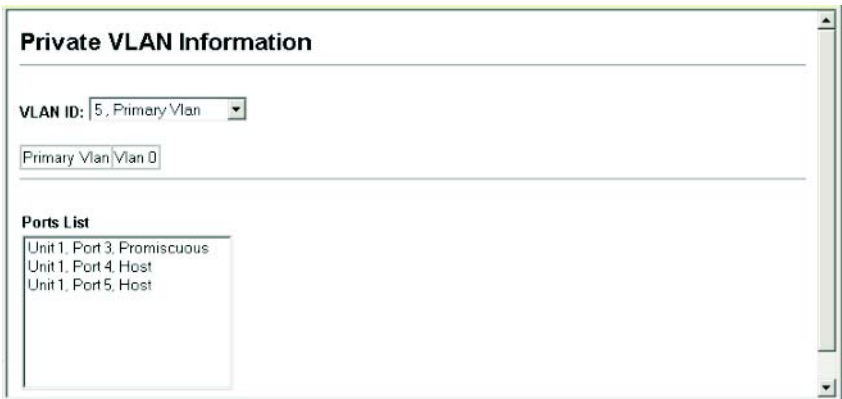 Private VLAN Information
VLAN ID: 5 , Primary Vlan
Primary Vlan Vlan 0
Ports List
Unit 1, Port 3, Promiscuous
Unit 1, Port 4, Host
Unit 1, Port 5, Host